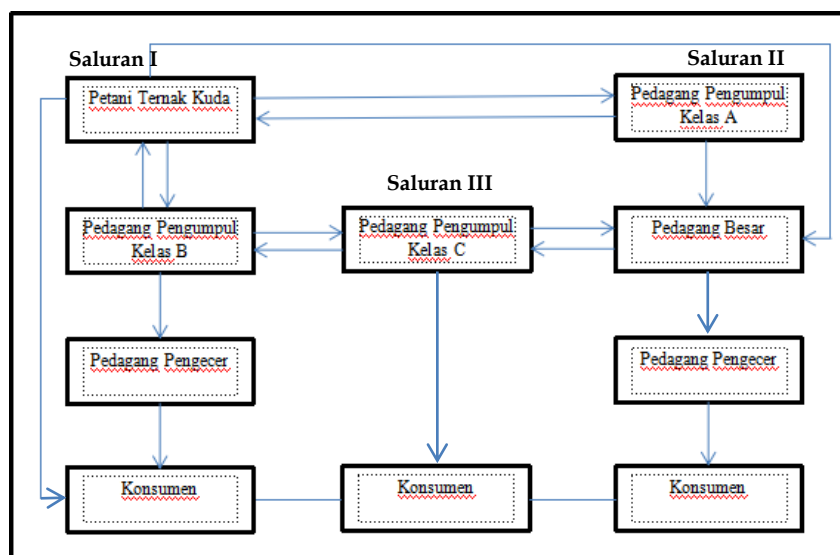 Saluran I
Saluran II
Petani Ternak Kuda
Pedagang Pengumpul
Kelas A
Saluran III
Pedagang Pengumpul
Kelas B
Pedagang Pengumpul
Kelas C
Pedagang Besar
Pedagang Pengecer
Pedagang Pengecer
Konsumen
Konsumen
Konsumen